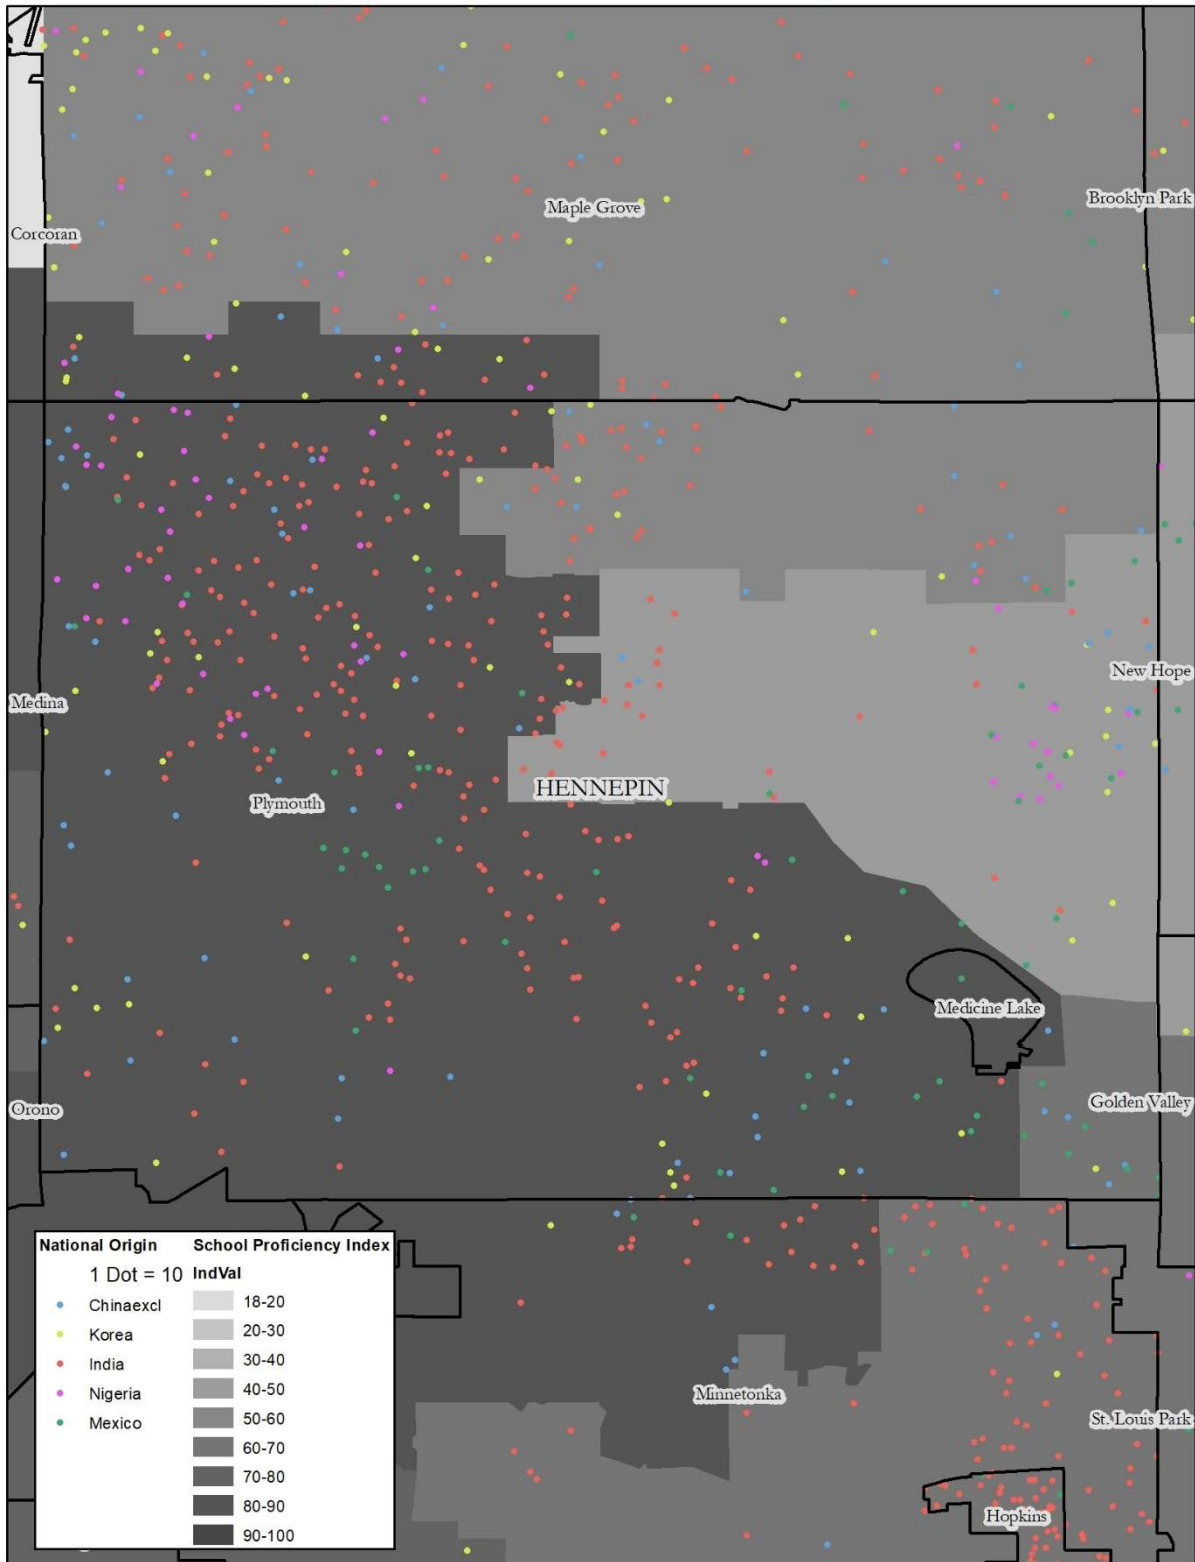 Maple Grove
Brooklyn Park
Corcoran
New Hope
Medina
HENNEPIN
Plymouth
Medicine Lake
Orono
Golden Valley
Minnetonka
St. Louis Park
Hopkins
National Origin
1 Dot = 10
Chinaexcl
Korea
India
Nigeria
Mexico
School Proficiency Index
IndVal
18-20
20-30
30-40
40-50
50-60
60-70
70-80
80-90
90-100